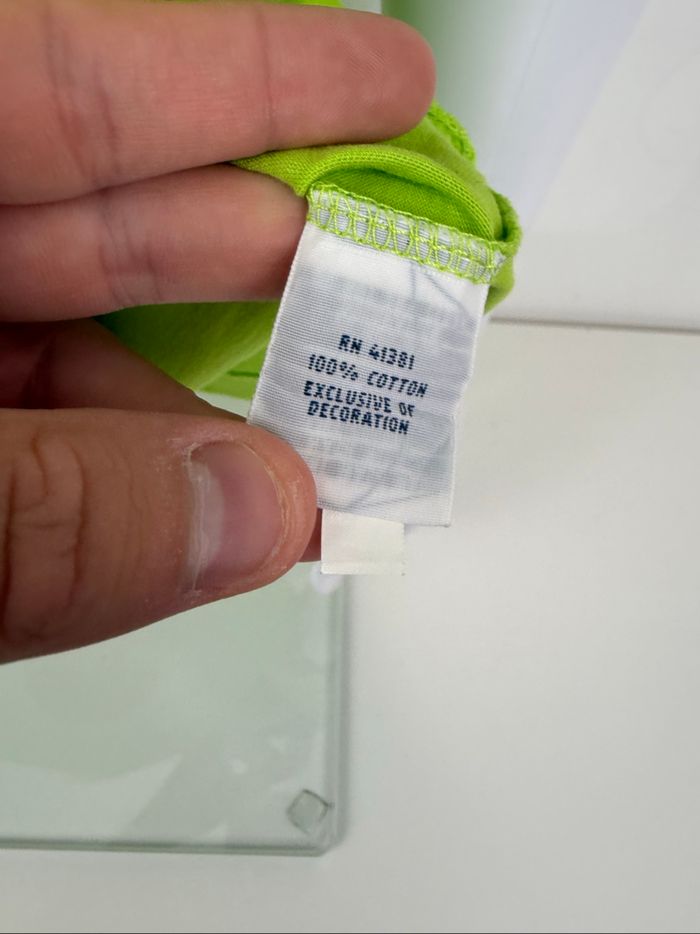 RN 41381
100% COTTON
EXCLUSIVE OF
DECORATION